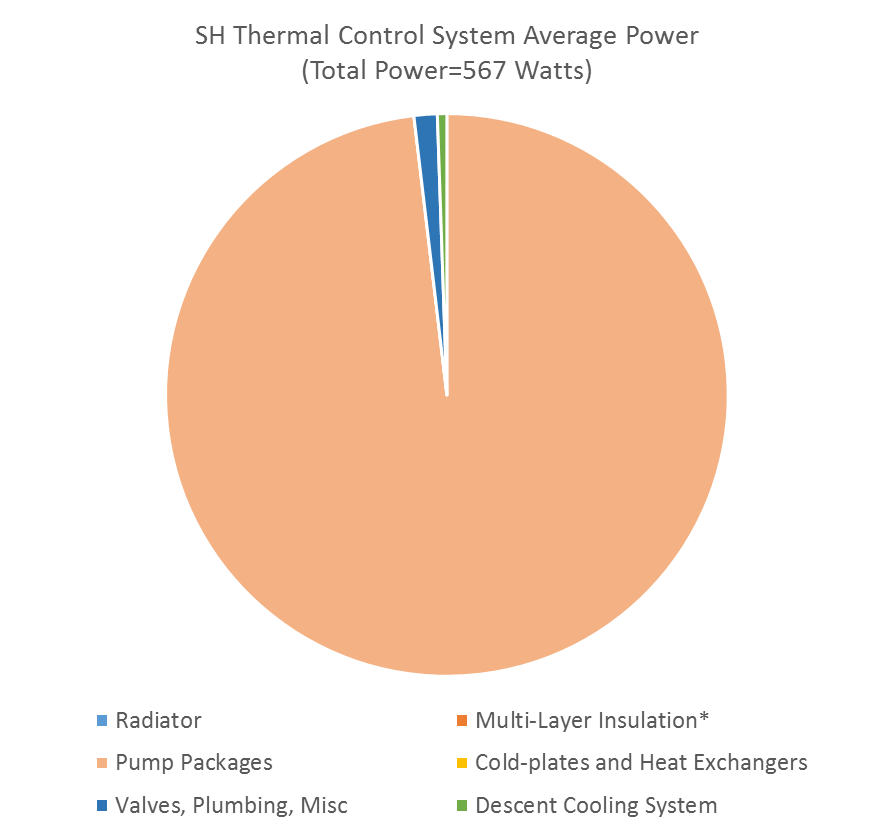 SH Thermal Control System Average Power
(Total Power=567 Watts)
Radiator
Multi-Layer Insulation*
Pump Packages
Cold-plates and Heat Exchangers
Valves, Plumbing, Misc
Descent Cooling System